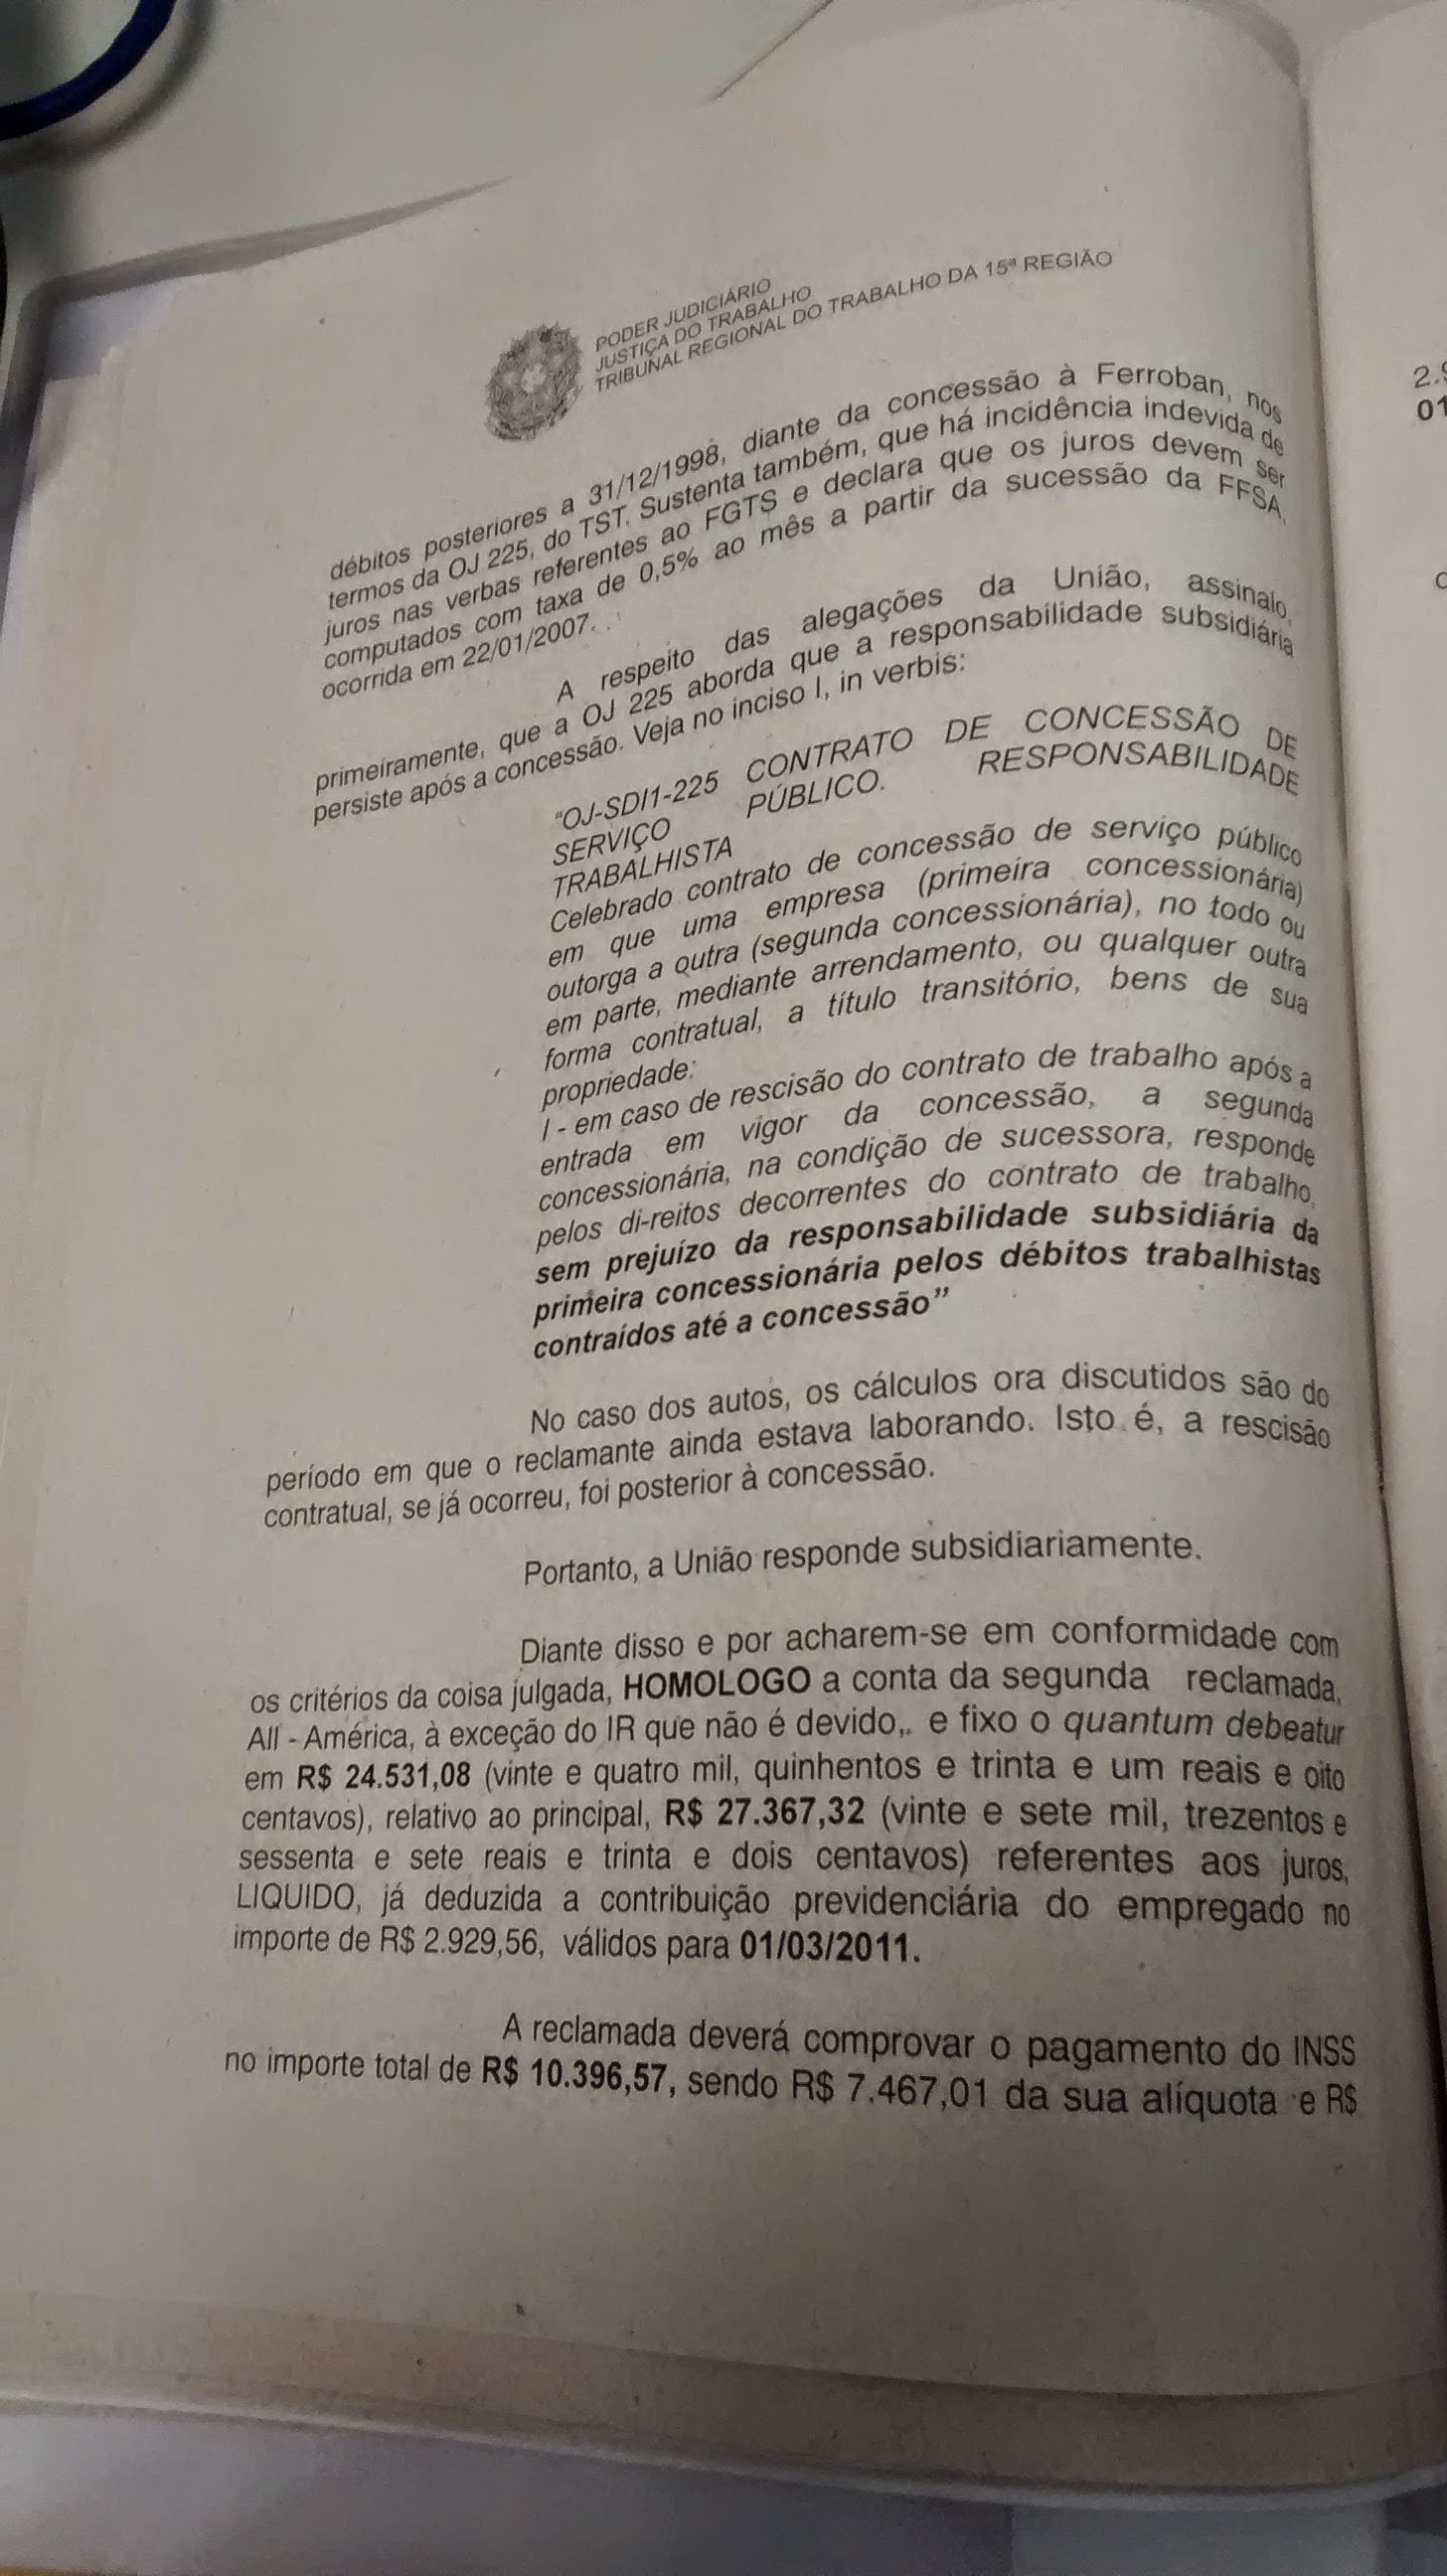 PODER JUDICIÁRIO
JUSTIÇA DO TRABALHO
TRIBUNAL REGIONAL DO TRABALHO DA 15ª REGIÃO
débitos posteriores a 31/12/1998, diante da concessão à Ferroban, nos
termos da OJ 225, do TST. Sustenta também, que há incidência indevida de
juros nas verbas referentes ao FGTS e declara que os juros devem ser
computados com taxa de 0,5% ao mês a partir da sucessão da FFSA,
ocorrida em 22/01/2007.
A respeito das alegações da União, assinalo,
primeiramente, que a OJ 225 aborda que a responsabilidade subsidiária
persiste após a concessão. Veja no inciso I, in verbis:
"OJ-SDI1-225 CONTRATO DE CONCESSÃO DE
SERVIÇO PÚBLICO. RESPONSABILIDADE
TRABALHISTA
Celebrado contrato de concessão de serviço público
em que uma empresa (primeira concessionária)
outorga a outra (segunda concessionária), no todo ou
em parte, mediante arrendamento, ou qualquer outra
forma contratual, a título transitório, bens de sua
propriedade:
I - em caso de rescisão do contrato de trabalho após a
entrada em vigor da concessão, a segunda
concessionária, na condição de sucessora, responde
pelos di-reitos decorrentes do contrato de trabalho,
sem prejuízo da responsabilidade subsidiária da
primeira concessionária pelos débitos trabalhistas
contraídos até a concessão"
No caso dos autos, os cálculos ora discutidos são do
período em que o reclamante ainda estava laborando. Isto é, a rescisão
contratual, se já ocorreu, foi posterior à concessão.
Portanto, a União responde subsidiariamente.
Diante disso e por acharem-se em conformidade com
os critérios da coisa julgada, HOMOLOGO a conta da segunda reclamada,
All - América, à exceção do IR que não é devido,. e fixo o quantum debeatur
em R$ 24.531,08 (vinte e quatro mil, quinhentos e trinta e um reais e oito
centavos), relativo ao principal, R$ 27.367,32 (vinte e sete mil, trezentos e
sessenta e sete reais e trinta e dois centavos) referentes aos juros,
LIQUIDO, já deduzida a contribuição previdenciária do empregado no
importe de R$ 2.929,56, válidos para 01/03/2011.
A reclamada deverá comprovar o pagamento do INSS
no importe total de R$ 10.396,57, sendo R$ 7.467,01 da sua alíquota e R$
01